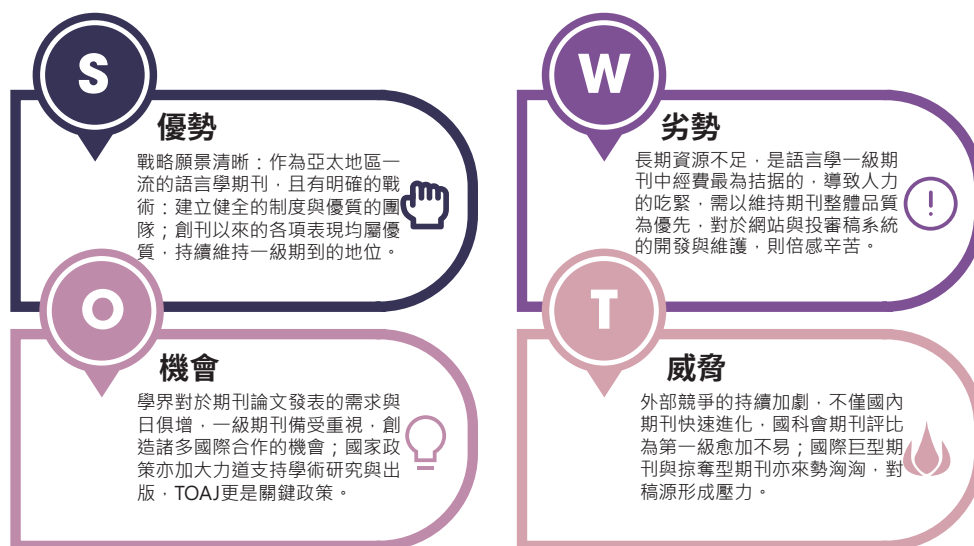 S
優勢
戰略願景清晰：作為亞太地區一
流的語言學期刊，且有明確的戰
術：建立健全的制度與優質的團
隊；創刊以來的各項表現均屬優
質，持續維持一級期到的地位。
W
劣勢
長期資源不足，是語言學一級期
刊中經費最為拮据的，導致人力
的吃緊，需以維持期刊整體品質
為優先，對於網站與投審稿系統
的開發與維護，則倍感辛苦。
O
機會
學界對於期刊論文發表的需求與
日俱增，一級期刊備受重視，創
造諸多國際合作的機會；國家政
策亦加大力道支持學術研究與出
版，TOAJ更是關鍵政策。
T
威脅
外部競爭的持續加劇，不僅國內
期刊快速進化，國科會期刊評比
為第一級愈加不易；國際巨型期
刊與掠奪型期刊亦來勢洶洶，對
稿源形成壓力。